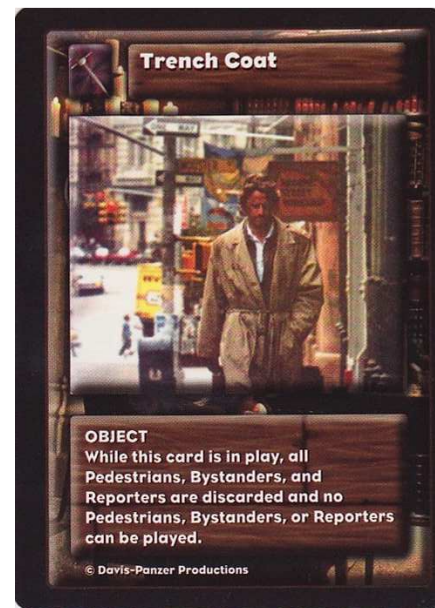 Trench Coat
WAY
OBJECT
While this card is in play, all
Pedestrians, Bystanders, and
Reporters are discarded and no
Pedestrians, Bystanders, or Reporters
can be played.
© Davis-Panzer Productions